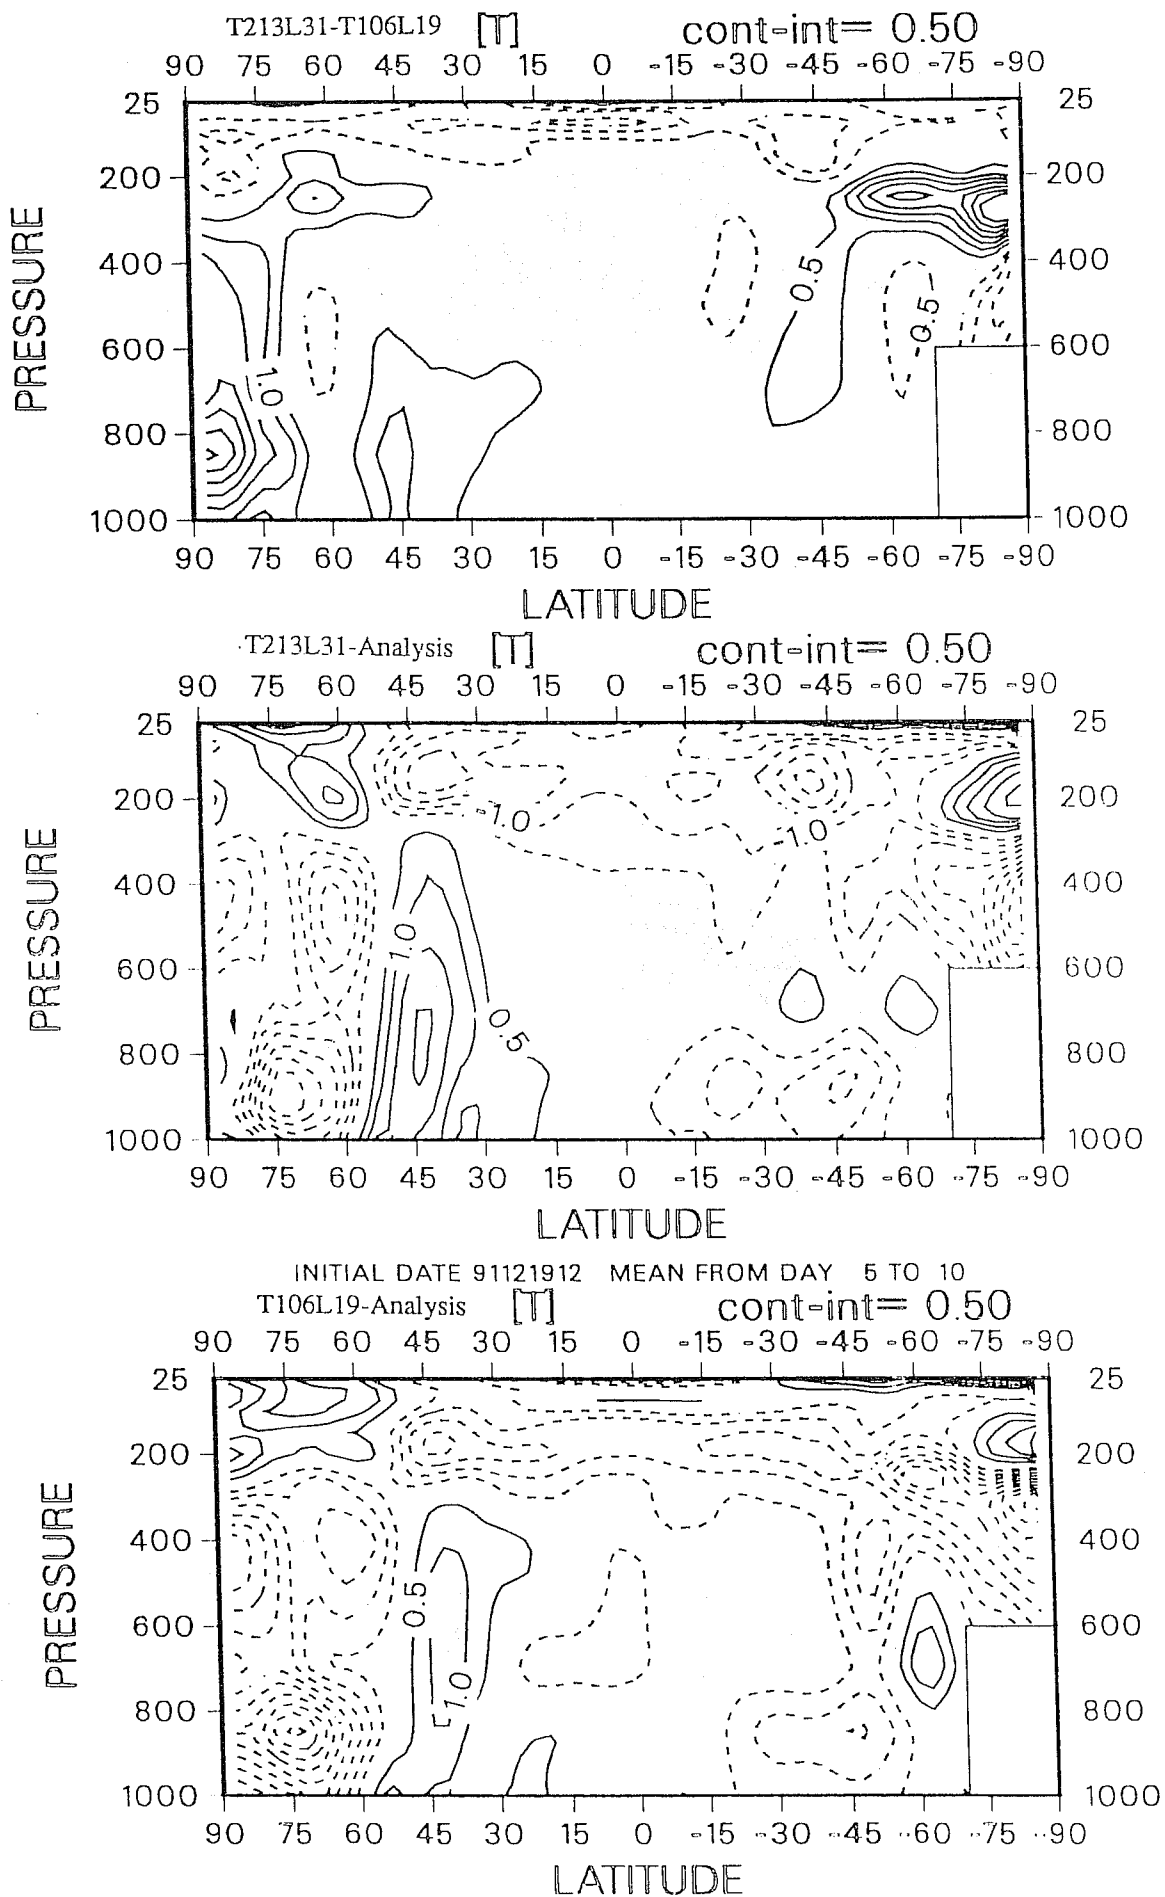 T213L31-T106L19 [T] cont-int= 0.50
90 75 60 45 30 15 0 -15 -30 -45 -60 -75 -90
25 25
200 200
400 400
0.5
0.5
600 600
1.0
800 800
1000 1000
PRESSURE
90 75 60 45 30 15 0 -15 -30 -45 -60 -75 -90
LATITUDE
T213L31-Analysis [T] cont-int= 0.50
90 75 60 45 30 15 0 -15 -30 -45 -60 -75 -90
25 25
200 200
-1.0
-1.0
400 400
1.0
600 600
0.5
800 800
1000 1000
PRESSURE
90 75 60 45 30 15 0 -15 -30 -45 -60 -75 -90
LATITUDE
INITIAL DATE 91121912 MEAN FROM DAY 5 TO 10
T106L19-Analysis [T] cont-int= 0.50
90 75 60 45 30 15 0 -15 -30 -45 -60 -75 -90
25 25
200 200
400 400
0.5
600 600
1.0
800 800
1000 1000
PRESSURE
90 75 60 45 30 15 0 -15 -30 -45 -60 -75 -90
LATITUDE